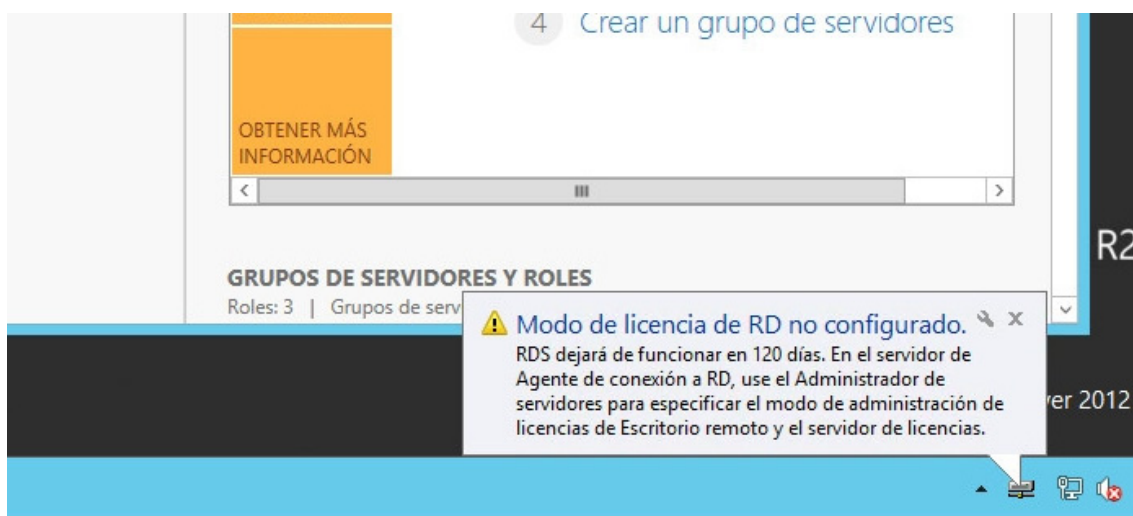 4 Crear un grupo de servidores
OBTENER MÁS
INFORMACIÓN
GRUPOS DE SERVIDORES Y ROLES
Roles: 3 | Grupos de serv
Modo de licencia de RD no configurado.
RDS dejará de funcionar en 120 días. En el servidor de
Agente de conexión a RD, use el Administrador de
servidores para especificar el modo de administración de
licencias de Escritorio remoto y el servidor de licencias.
R2
ver 2012